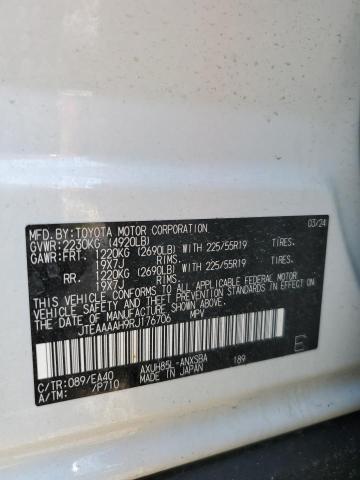 MFD.BY:TOYOTA MOTOR CORPORATION 03/24
GVWR:2230KG (4920LB)
GAWR:FRT. 1220KG (2690LB) WITH 225/55R19 TIRES,
19X7J RIMS.
RR. 1220KG (2690LB) WITH 225/55R19 TIRES,
19X7J RIMS.
THIS VEHICLE CONFORMS TO ALL APPLICABLE FEDERAL MOTOR
VEHICLE SAFETY AND BUMPER STANDARDS IN EFFECT ON THE DATE OF
MANUFACTURE SHOWN ABOVE.
JTEAAAAH9RJ176706 MPV
C/TR:089/EA40 AXUH85L-ANXSBA 189 E
A/TM: /P710 MADE IN JAPAN